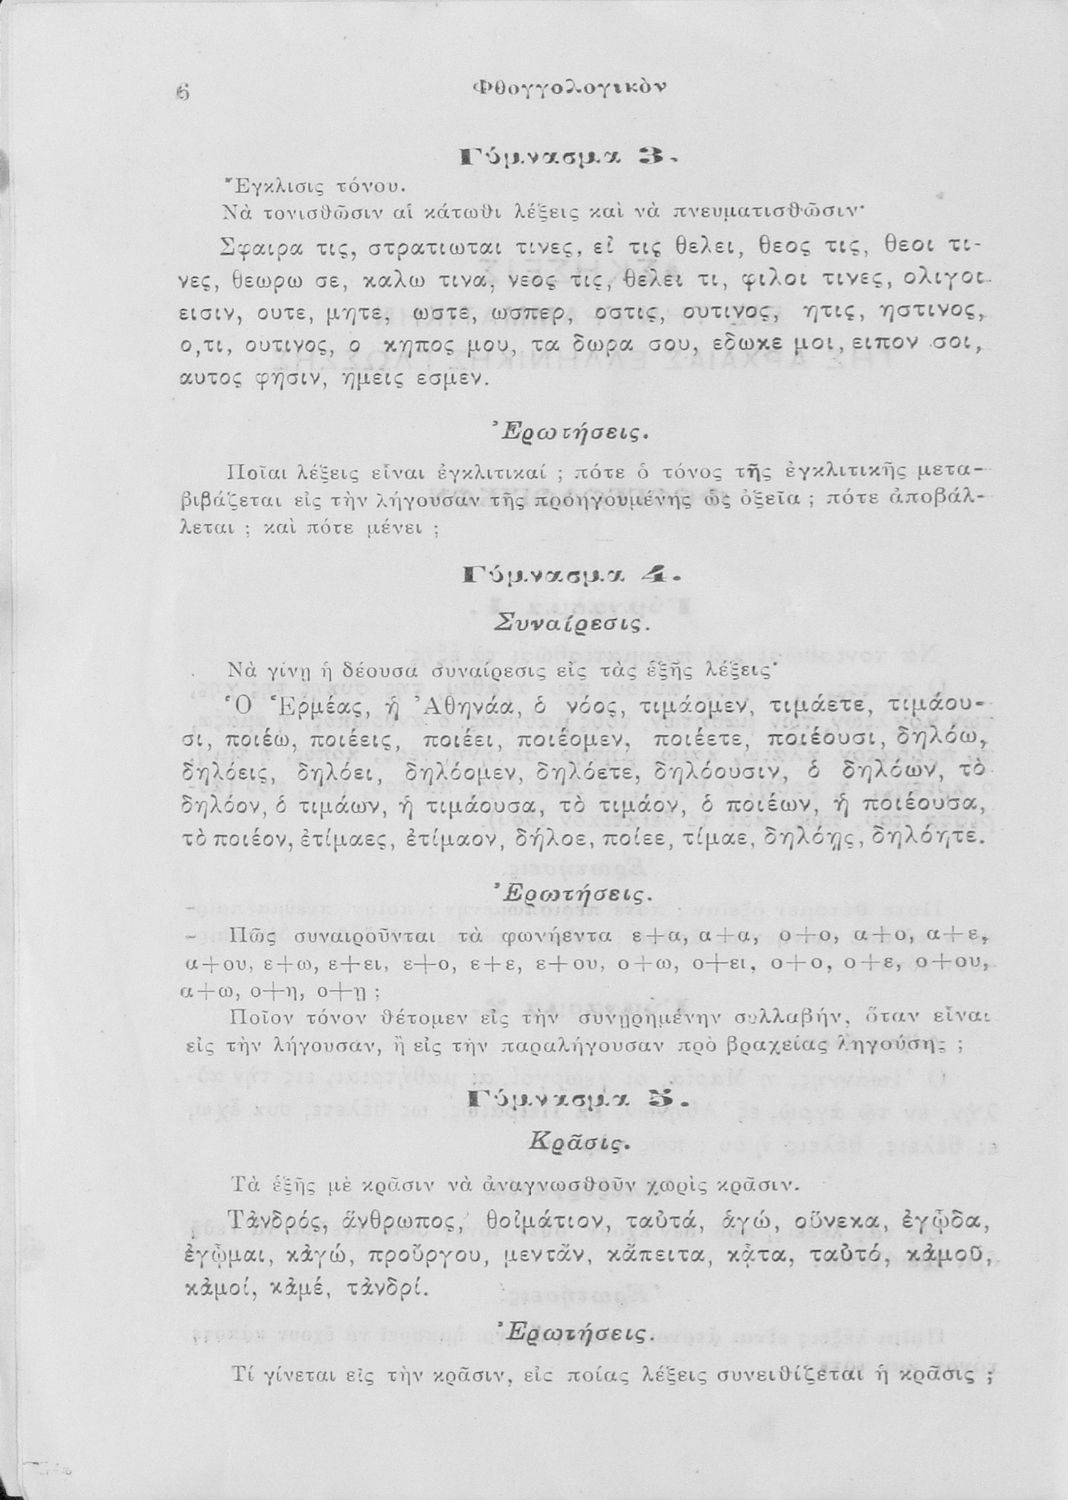 6
Φθογγολογικὸν
Γύμνασμα 3.
Ἔγκλισις τόνου.
Νὰ τονισθῶσιν αἱ κάτωθι λέξεις καὶ νὰ πνευματισθῶσιν·
Σφαιρα τις, στρατιωται τινες, εἰ τις θελει, θεος τις, θεοι τι-
νες, θεωρω σε, καλω τινα, νεος τις, θελει τι, φιλοι τινες, ολιγοι
εισιν, ουτε, μητε, ωστε, ωσπερ, οστις, ουτινος, ητις, ηστινος,
ο,τι, ουτινος, ο κηπος μου, τα δωρα σου, εδωκε μοι, ειπον σοι,
αυτος φησιν, ημεις εσμεν.
Ἐρωτήσεις.
Ποῖαι λέξεις εἶναι ἐγκλιτικαί ; πότε ὁ τόνος τῆς ἐγκλιτικῆς μετα-
βιβάζεται εἰς τὴν λήγουσαν τῆς προηγουμένης ὡς ὀξεῖα ; πότε ἀποβάλ-
λεται ; καὶ πότε μένει ;
Γύμνασμα 4.
Συναίρεσις.
Νὰ γίνῃ ἡ δέουσα συναίρεσις εἰς τὰς ἑξῆς λέξεις·
Ὁ Ἑρμέας, ἡ Ἀθηνάα, ὁ νόος, τιμάομεν, τιμάετε, τιμάου-
σι, ποιέω, ποιέεις, ποιέει, ποιέομεν, ποιέετε, ποιέουσι, δηλόω,
δηλόεις, δηλόει, δηλόομεν, δηλόετε, δηλόουσιν, ὁ δηλόων, τὸ
δηλόον, ὁ τιμάων, ἡ τιμάουσα, τὸ τιμάον, ὁ ποιέων, ἡ ποιέουσα,
τὸ ποιέον, ἐτίμαες, ἐτίμαον, δήλοε, ποίεε, τίμαε, δηλόῃς, δηλόητε.
Ἐρωτήσεις.
Πῶς συναιροῦνται τὰ φωνήεντα ε+α, α+α, ο+ο, α+ο, α+ε,
α+ου, ε+ω, ε+ει, ε+ο, ε+ε, ε+ου, ο+ω, ο+ει, ο+ο, ο+ε, ο+ου,
α+ω, ο+η, ο+ῃ ;
Ποῖον τόνον θέτομεν εἰς τὴν συνῃρημένην συλλαβήν, ὅταν εἶναι
εἰς τὴν λήγουσαν, ἢ εἰς τὴν παραλήγουσαν πρὸ βραχείας ληγούσης ;
Γύμνασμα 5.
Κρᾶσις.
Τὰ ἑξῆς μὲ κρᾶσιν νὰ ἀναγνωσθοῦν χωρὶς κρᾶσιν.
Τἀνδρός, ἅνθρωπος, θοἰμάτιον, ταὐτά, ἁγώ, οὕνεκα, ἐγᾦδα,
ἐγᾦμαι, κἀγώ, προὔργου, μεντἄν, κἄπειτα, κᾆτα, ταὐτό, κἀμοῦ,
κἀμοί, κἀμέ, τἀνδρί.
Ἐρωτήσεις.
Τί γίνεται εἰς τὴν κρᾶσιν, εἰς ποίας λέξεις συνειθίζεται ἡ κρᾶσις ;